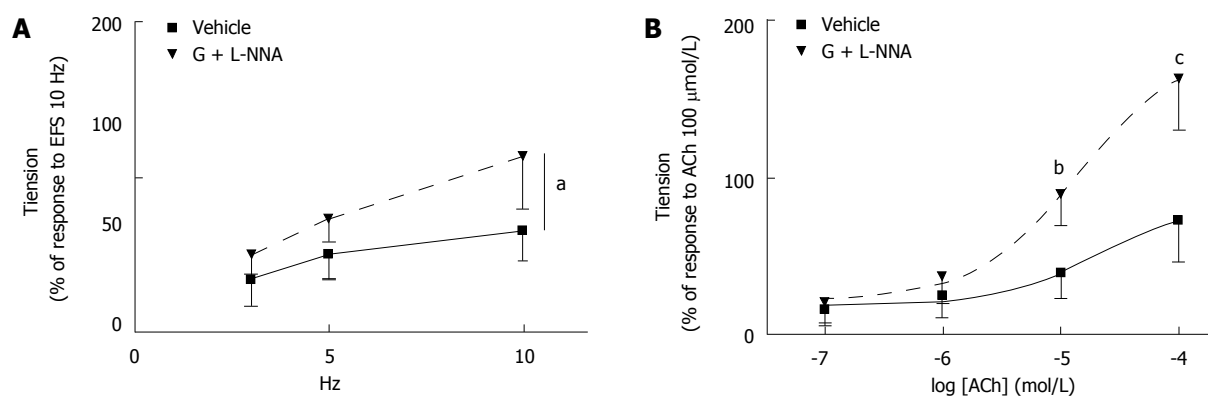 A
200
100
50
0
Tiension
(% of response to EFS 10 Hz)
Vehicle
G + L-NNA
a
0
5
10
Hz
B
200
100
0
Tiension
(% of response to ACh 100 μmol/L)
Vehicle
G + L-NNA
b
c
-7
-6
-5
-4
log [ACh] (mol/L)